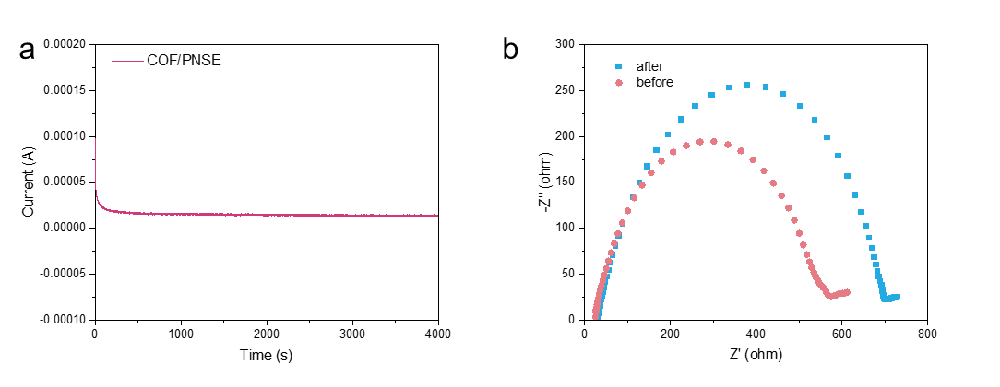 a
COF/PNSE
Current (A)
0.00020
0.00015
0.00010
0.00005
0.00000
-0.00005
-0.00010
0 1000 2000 3000 4000
Time (s)
b
after
before
-Z'' (ohm)
300
250
200
150
100
50
0
0 200 400 600 800
Z' (ohm)